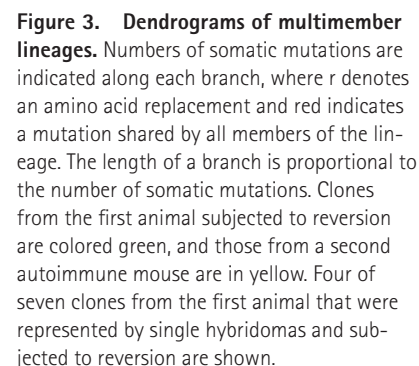 Figure 3. Dendrograms of multimember
lineages. Numbers of somatic mutations are
indicated along each branch, where r denotes
an amino acid replacement and red indicates
a mutation shared by all members of the lin-
eage. The length of a branch is proportional to
the number of somatic mutations. Clones
from the first animal subjected to reversion
are colored green, and those from a second
autoimmune mouse are in yellow. Four of
seven clones from the first animal that were
represented by single hybridomas and sub-
jected to reversion are shown.